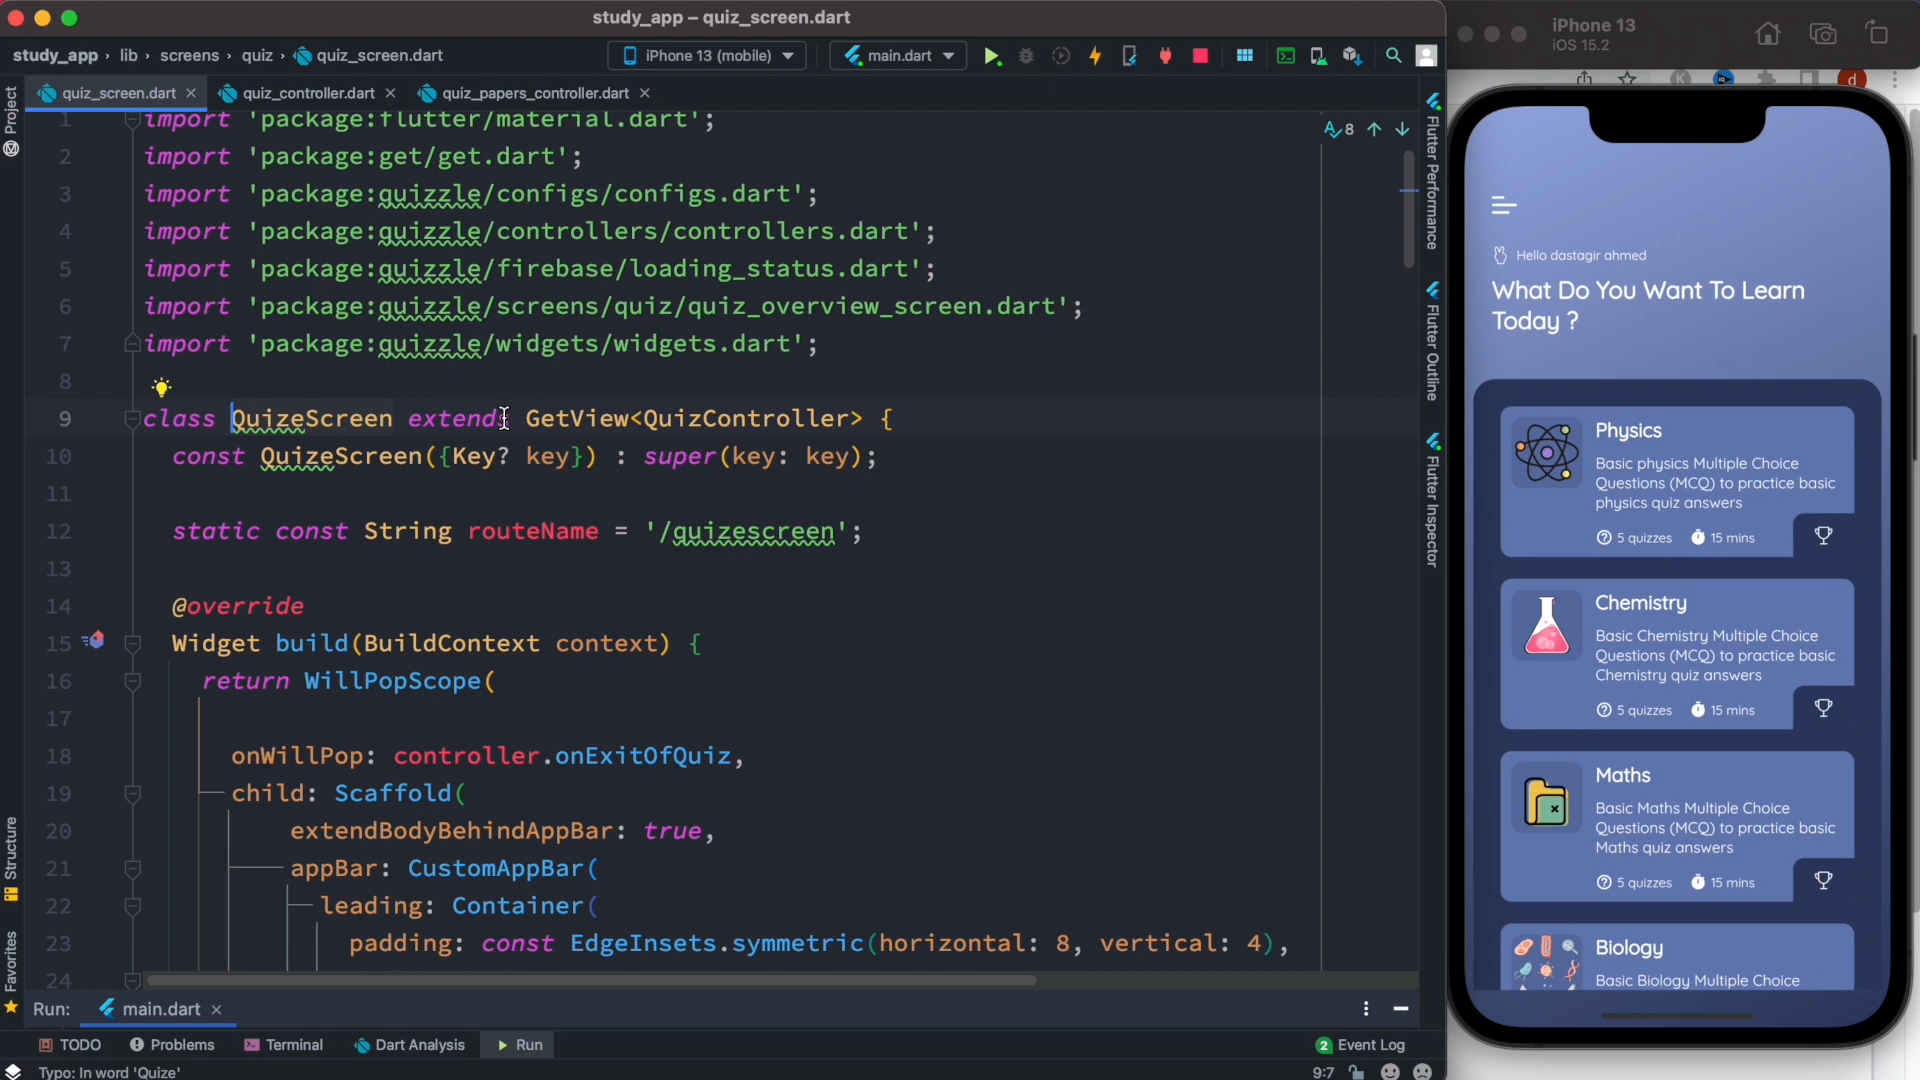 study_app – quiz_screen.dart
study_app › lib › screens › quiz › quiz_screen.dart
iPhone 13 (mobile)
main.dart
quiz_screen.dart
quiz_controller.dart
quiz_papers_controller.dart
Project
Structure
Favorites
8
1 import 'package:flutter/material.dart';
2 import 'package:get/get.dart';
3 import 'package:quizzle/configs/configs.dart';
4 import 'package:quizzle/controllers/controllers.dart';
5 import 'package:quizzle/firebase/loading_status.dart';
6 import 'package:quizzle/screens/quiz/quiz_overview_screen.dart';
7 import 'package:quizzle/widgets/widgets.dart';
8
9 class QuizeScreen extends GetView<QuizController> {
10 const QuizeScreen({Key? key}) : super(key: key);
11
12 static const String routeName = '/quizescreen';
13
14 @override
15 Widget build(BuildContext context) {
16 return WillPopScope(
17
18 onWillPop: controller.onExitOfQuiz,
19 child: Scaffold(
20 extendBodyBehindAppBar: true,
21 appBar: CustomAppBar(
22 leading: Container(
23 padding: const EdgeInsets.symmetric(horizontal: 8, vertical: 4),
24
Flutter Performance
Flutter Outline
Flutter Inspector
Run: main.dart
TODO
Problems
Terminal
Dart Analysis
Run
2 Event Log
Typo: In word 'Quize'
9:7
iPhone 13
iOS 15.2
d
Hello dastagir ahmed
What Do You Want To Learn
Today ?
Physics
Basic physics Multiple Choice
Questions (MCQ) to practice basic
physics quiz answers
5 quizzes 15 mins
Chemistry
Basic Chemistry Multiple Choice
Questions (MCQ) to practice basic
Chemistry quiz answers
5 quizzes 15 mins
Maths
Basic Maths Multiple Choice
Questions (MCQ) to practice basic
Maths quiz answers
5 quizzes 15 mins
Biology
Basic Biology Multiple Choice